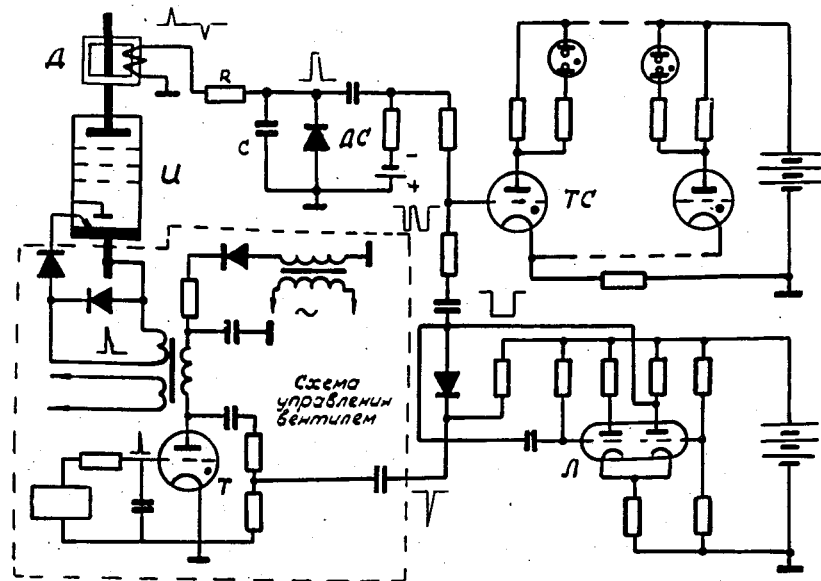 Д
R
С
ДС
И
ТС
Схема
управления
вентилем
Т
Л